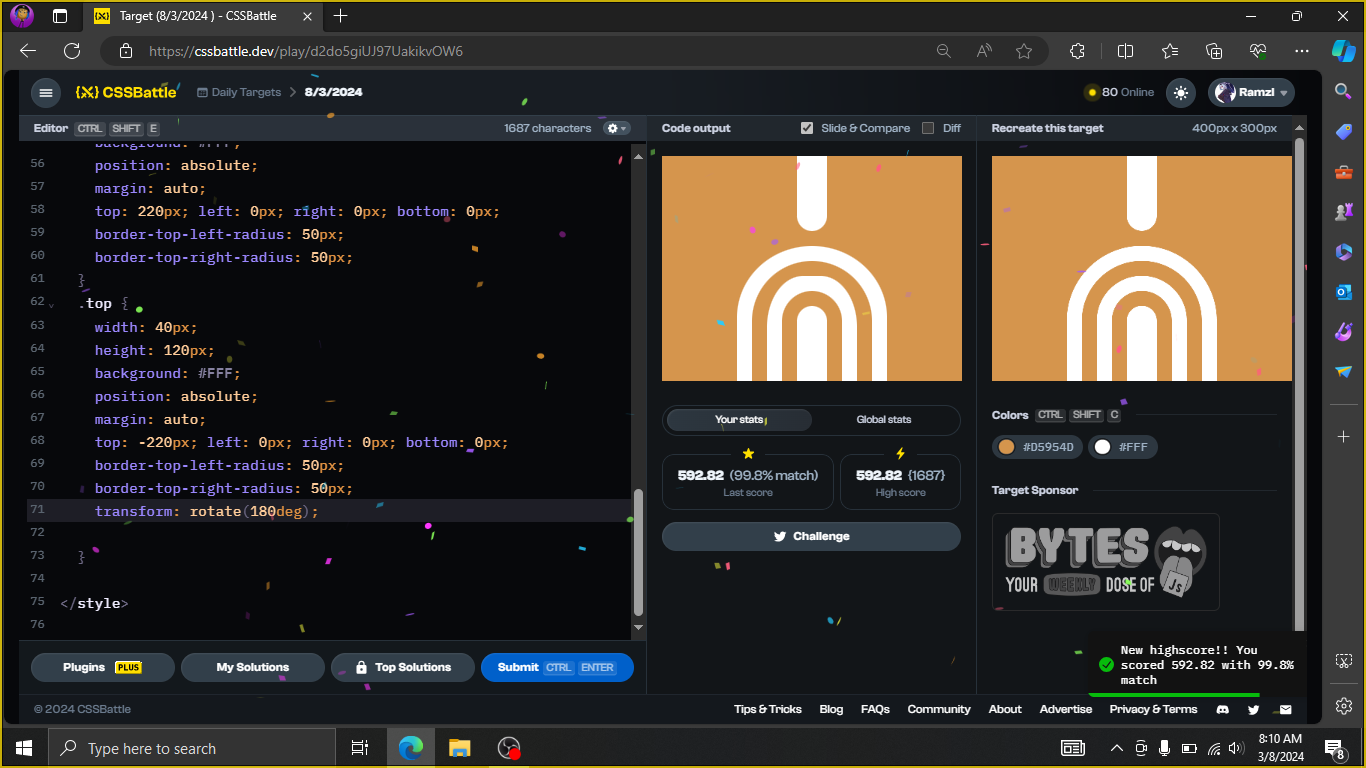 Target (8/3/2024 ) - CSSBattle
https://cssbattle.dev/play/d2do5giUJ97UakikvOW6
{X} CSSBattle
Daily Targets > 8/3/2024
80 Online
Ramzl
Editor CTRL SHIFT E
1687 characters
Code output
Slide & Compare
Diff
Recreate this target
400px x 300px
background: #FFF;
56 position: absolute;
57 margin: auto;
58 top: 220px; left: 0px; right: 0px; bottom: 0px;
59 border-top-left-radius: 50px;
60 border-top-right-radius: 50px;
61 }
62 .top {
63 width: 40px;
64 height: 120px;
65 background: #FFF;
66 position: absolute;
67 margin: auto;
68 top: -220px; left: 0px; right: 0px; bottom: 0px;
69 border-top-left-radius: 50px;
70 border-top-right-radius: 50px;
71 transform: rotate(180deg);
72
73 }
74
75 </style>
76
Your stats
Global stats
592.82 (99.8% match)
Last score
592.82 {1687}
High score
Challenge
Colors CTRL SHIFT C
#D5954D
#FFF
Target Sponsor
BYTES
YOUR WEEKLY DOSE OF
JS
New highscore!! You
scored 592.82 with 99.8%
match
Plugins PLUS
My Solutions
Top Solutions
Submit CTRL ENTER
© 2024 CSSBattle
Tips & Tricks
Blog
FAQs
Community
About
Advertise
Privacy & Terms
Type here to search
8:10 AM
3/8/2024
8